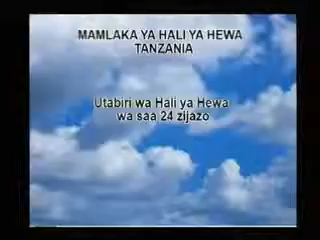 MAMLAKA YA HALI YA HEWA
TANZANIA
Utabiri wa Hali ya Hewa
wa saa 24 zijazo